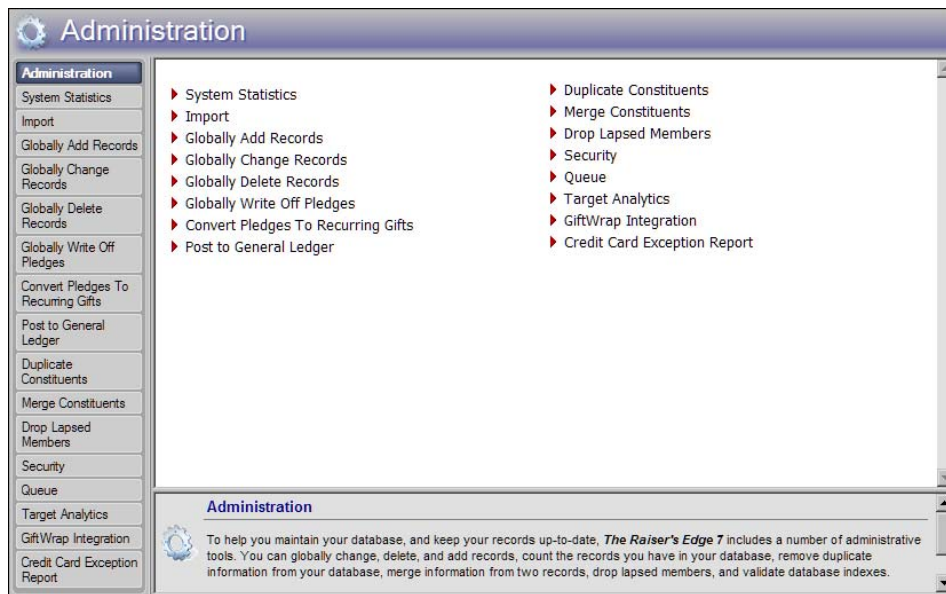 Administration
Administration
System Statistics
Import
Globally Add Records
Globally Change
Records
Globally Delete
Records
Globally Write Off
Pledges
Convert Pledges To
Recurring Gifts
Post to General
Ledger
Duplicate
Constituents
Merge Constituents
Drop Lapsed
Members
Security
Queue
Target Analytics
GiftWrap Integration
Credit Card Exception
Report
System Statistics
Import
Globally Add Records
Globally Change Records
Globally Delete Records
Globally Write Off Pledges
Convert Pledges To Recurring Gifts
Post to General Ledger
Duplicate Constituents
Merge Constituents
Drop Lapsed Members
Security
Queue
Target Analytics
GiftWrap Integration
Credit Card Exception Report
Administration
To help you maintain your database, and keep your records up-to-date, The Raiser's Edge 7 includes a number of administrative
tools. You can globally change, delete, and add records, count the records you have in your database, remove duplicate
information from your database, merge information from two records, drop lapsed members, and validate database indexes.